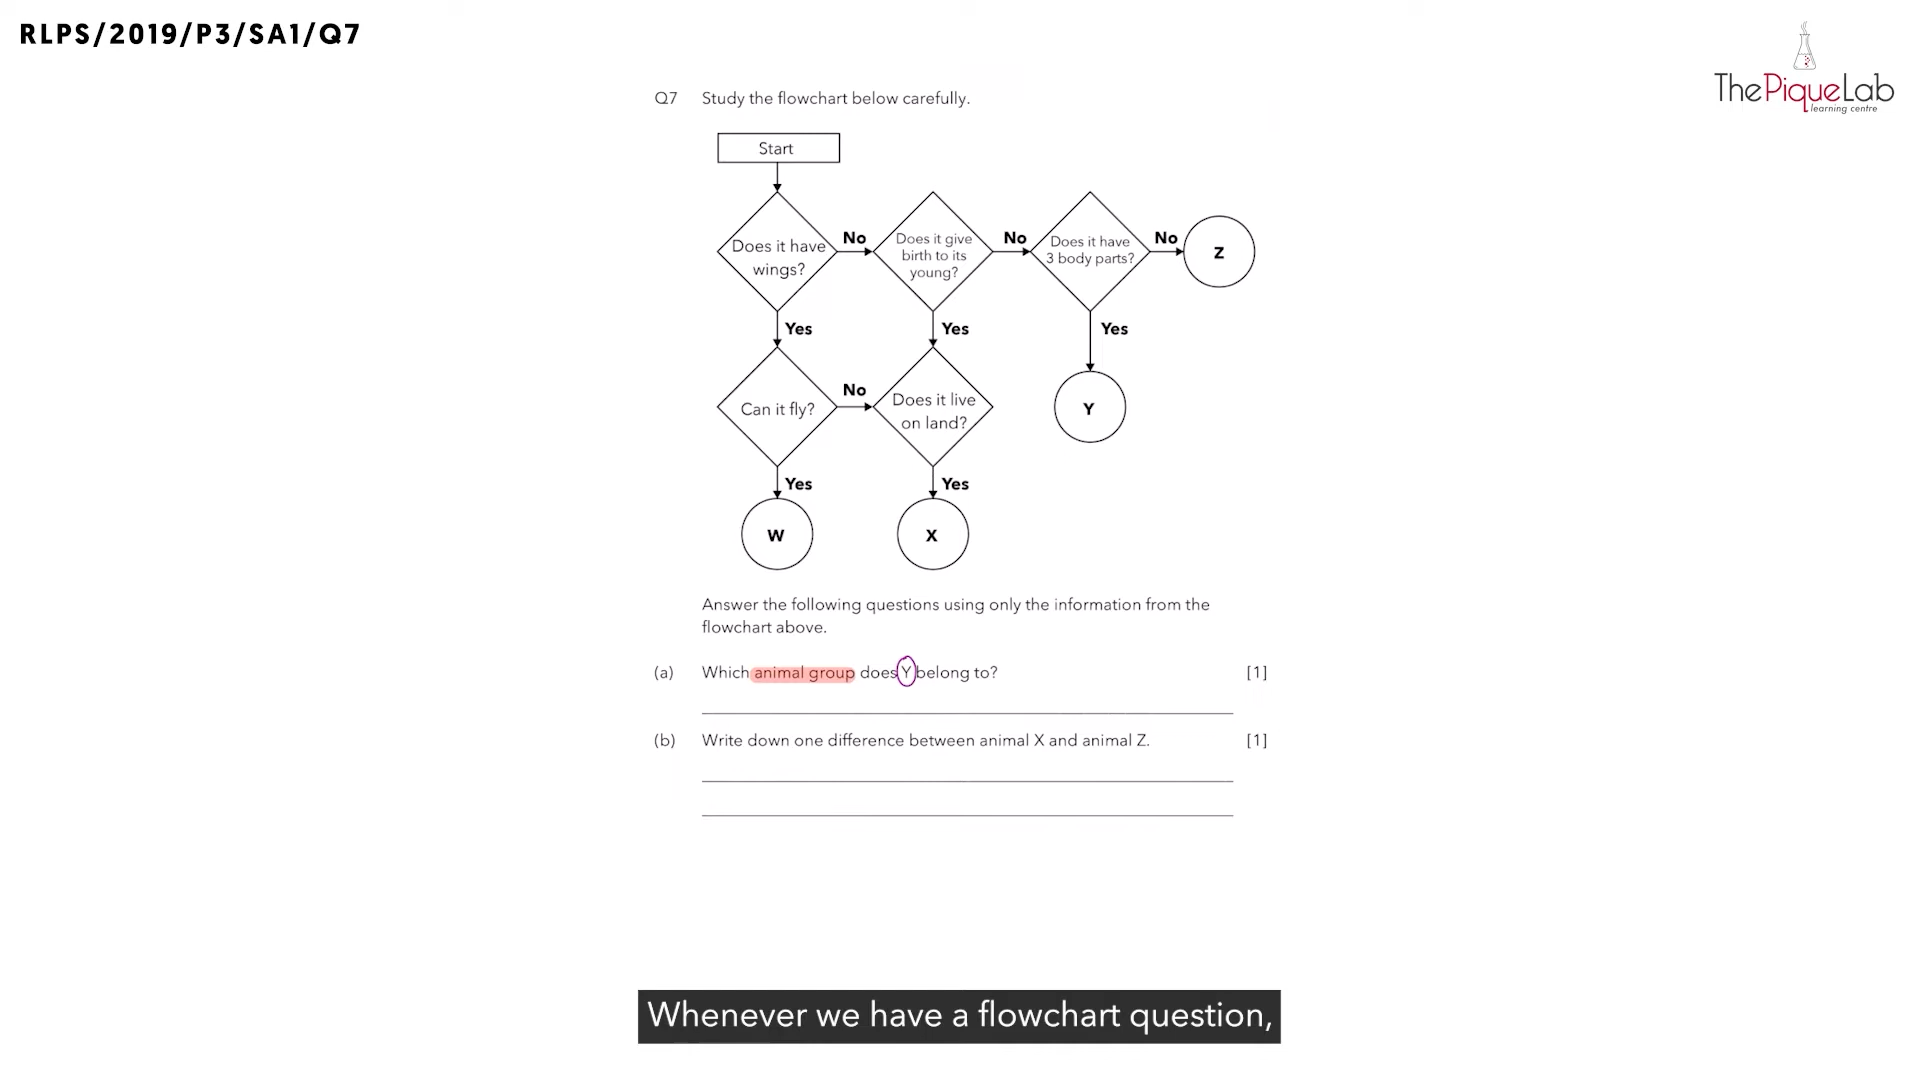 RLPS/2019/P3/SA1/Q7
ThePiqueLab
learning centre
Q7 Study the flowchart below carefully.
Start
Does it have
wings?
No
Does it give
birth to its
young?
No
Does it have
3 body parts?
No
Z
Yes
Yes
Yes
Can it fly?
No
Does it live
on land?
Y
Yes
Yes
W
X
Answer the following questions using only the information from the
flowchart above.
(a) Which animal group does Y belong to? [1]
(b) Write down one difference between animal X and animal Z. [1]
Whenever we have a flowchart question,